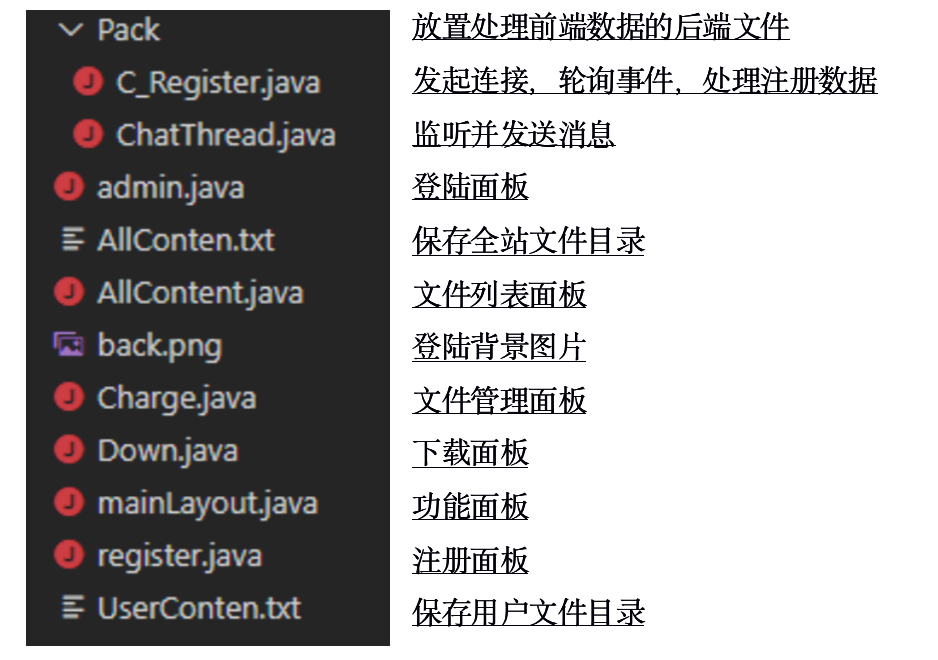 Pack 放置处理前端数据的后端文件
C_Register.java 发起连接，轮询事件，处理注册数据
ChatThread.java 监听并发送消息
admin.java 登陆面板
AllConten.txt 保存全站文件目录
AllContent.java 文件列表面板
back.png 登陆背景图片
Charge.java 文件管理面板
Down.java 下载面板
mainLayout.java 功能面板
register.java 注册面板
UserConten.txt 保存用户文件目录